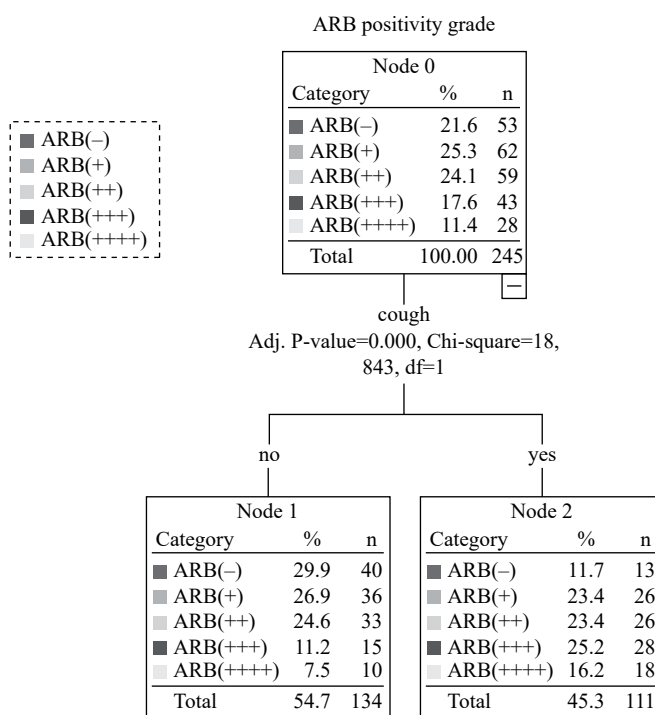 ARB positivity grade
ARB(–)
ARB(+)
ARB(++)
ARB(+++)
ARB(++++)
Node 0
Category % n
ARB(–) 21.6 53
ARB(+) 25.3 62
ARB(++) 24.1 59
ARB(+++) 17.6 43
ARB(++++) 11.4 28
Total 100.00 245
cough
Adj. P-value=0.000, Chi-square=18,
843, df=1
no
yes
Node 1
Category % n
ARB(–) 29.9 40
ARB(+) 26.9 36
ARB(++) 24.6 33
ARB(+++) 11.2 15
ARB(++++) 7.5 10
Total 54.7 134
Node 2
Category % n
ARB(–) 11.7 13
ARB(+) 23.4 26
ARB(++) 23.4 26
ARB(+++) 25.2 28
ARB(++++) 16.2 18
Total 45.3 111